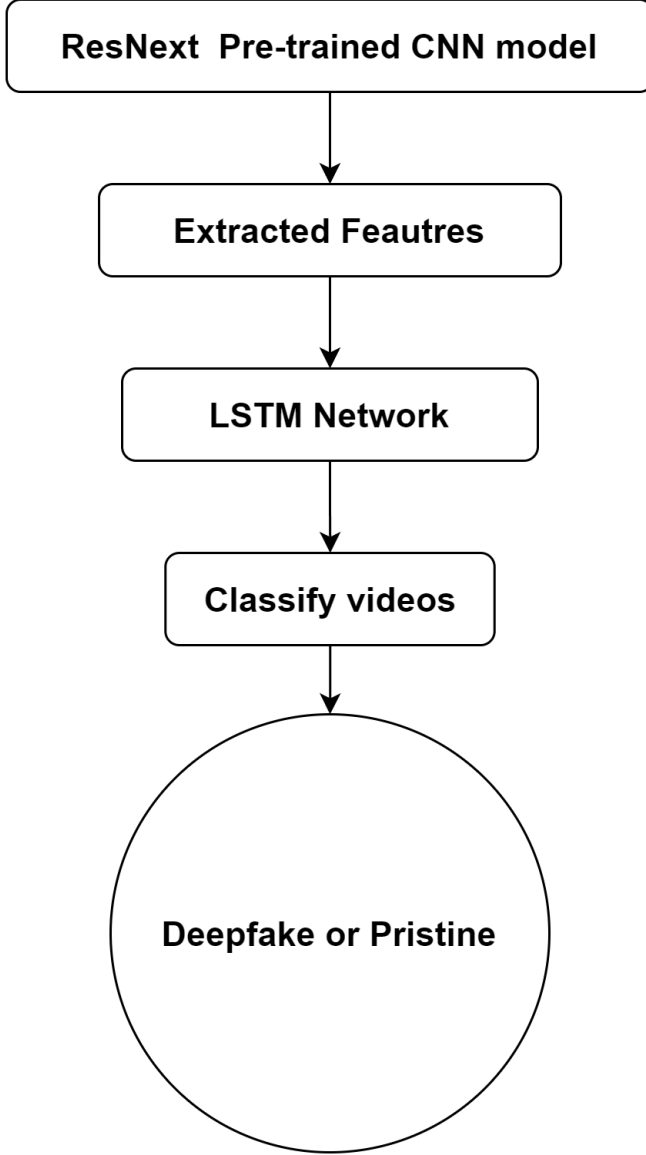 ResNext  Pre-trained CNN model
Extracted Feautres
LSTM Network
Classify videos
Deepfake or Pristine